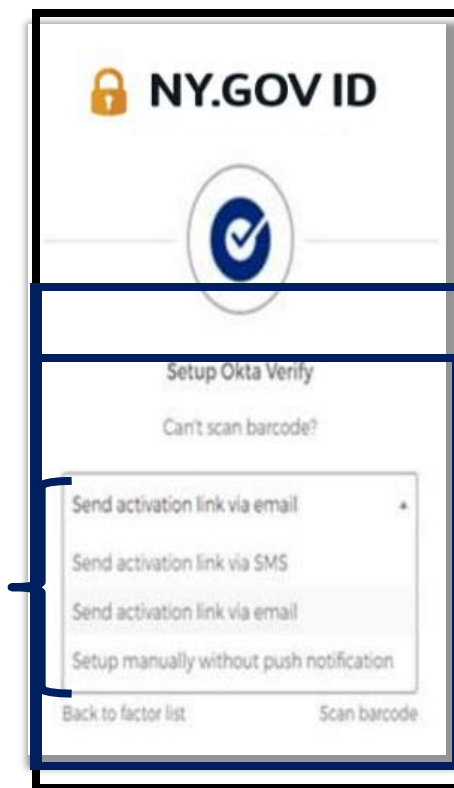 NY.GOV ID
Setup Okta Verify
Can't scan barcode?
Send activation link via email
Send activation link via SMS
Send activation link via email
Setup manually without push notification
Back to factor list Scan barcode